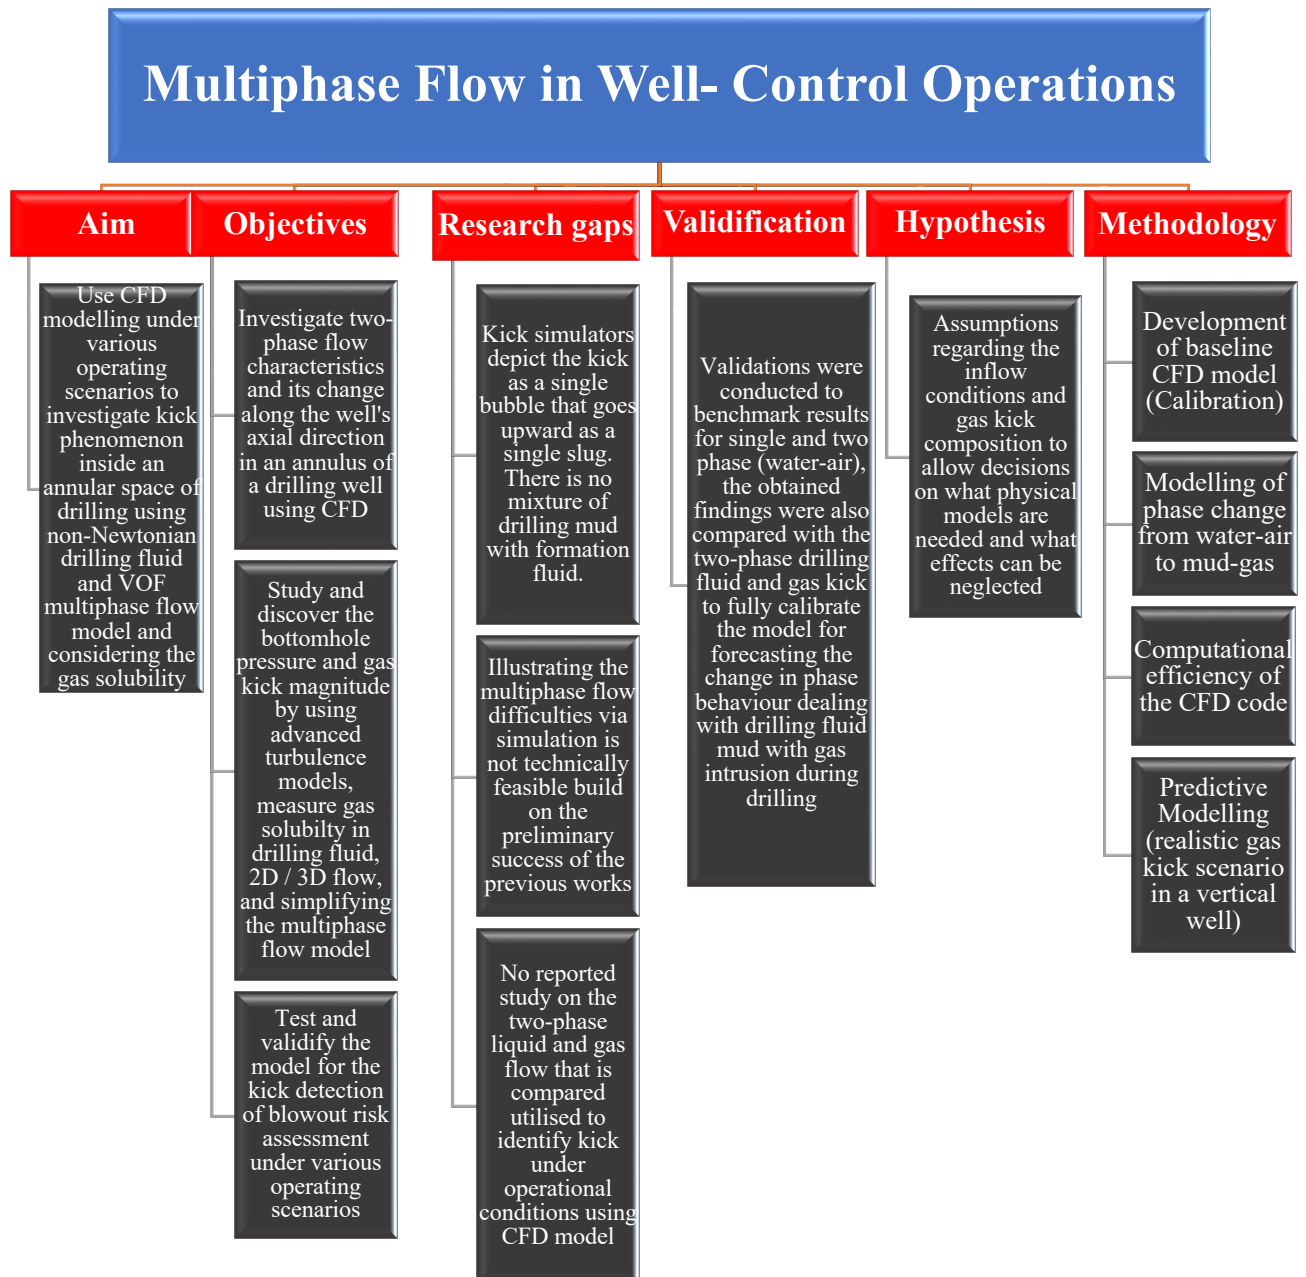 Multiphase Flow in Well- Control Operations
Aim
Use CFD
modelling under
various
operating
scenarios to
investigate kick
phenomenon
inside an
annular space of
drilling using
non-Newtonian
drilling fluid
and VOF
multiphase flow
model and
considering the
gas solubility
Objectives
Investigate two-
phase flow
characteristics
and its change
along the well's
axial direction
in an annulus of
a drilling well
using CFD
Study and
discover the
bottomhole
pressure and gas
kick magnitude
by using
advanced
turbulence
models,
measure gas
solubilty in
drilling fluid,
2D / 3D flow,
and simplifying
the multiphase
flow model
Test and
validify the
model for the
kick detection
of blowout risk
assessment
under various
operating
scenarios
Research gaps
Kick simulators
depict the kick
as a single
bubble that goes
upward as a
single slug.
There is no
mixture of
drilling mud
with formation
fluid.
Illustrating the
multiphase flow
difficulties via
simulation is
not technically
feasible build
on the
preliminary
success of the
previous works
No reported
study on the
two-phase
liquid and gas
flow that is
compared
utilised to
identify kick
under
operational
conditions using
CFD model
Validification
Validations were
conducted to
benchmark results
for single and two
phase (water-air),
the obtained
findings were also
compared with the
two-phase drilling
fluid and gas kick
to fully calibrate
the model for
forecasting the
change in phase
behaviour dealing
with drilling fluid
mud with gas
intrusion during
drilling
Hypothesis
Assumptions
regarding the
inflow
conditions and
gas kick
composition to
allow decisions
on what physical
models are
needed and what
effects can be
neglected
Methodology
Development
of baseline
CFD model
(Calibration)
Modelling of
phase change
from water-air
to mud-gas
Computational
efficiency of
the CFD code
Predictive
Modelling
(realistic gas
kick scenario
in a vertical
well)